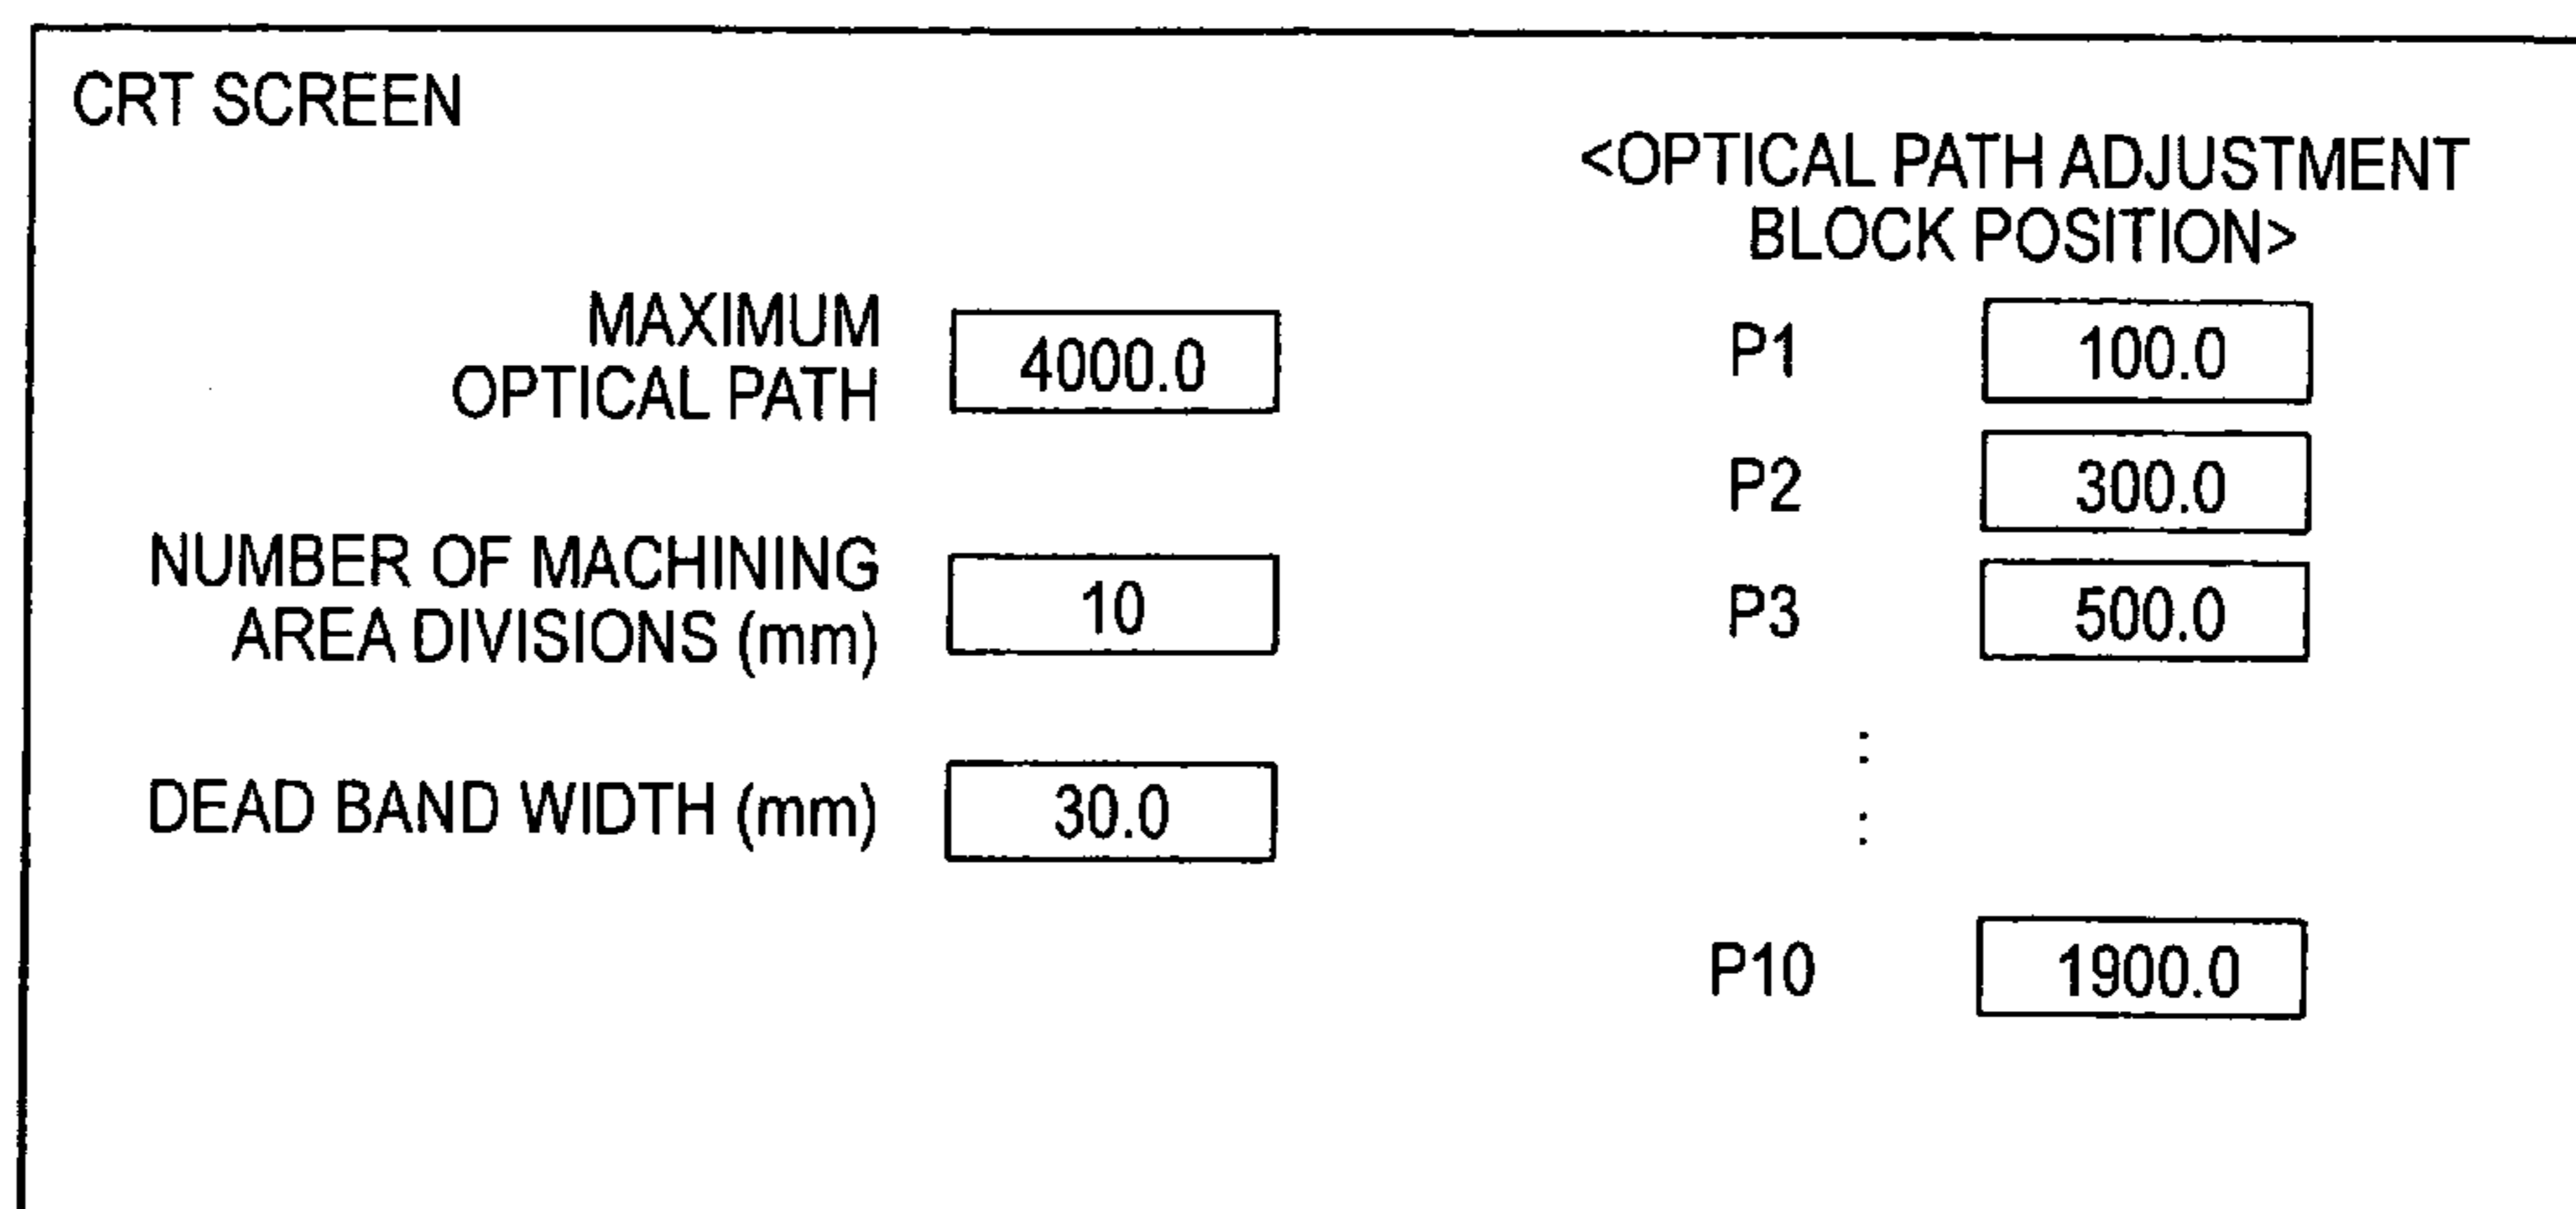 CRT SCREEN
<OPTICAL PATH ADJUSTMENT
BLOCK POSITION>
MAXIMUM
OPTICAL PATH
4000.0
NUMBER OF MACHINING
AREA DIVISIONS (mm)
10
DEAD BAND WIDTH (mm)
30.0
P1 100.0
P2 300.0
P3 500.0
:
:
P10 1900.0